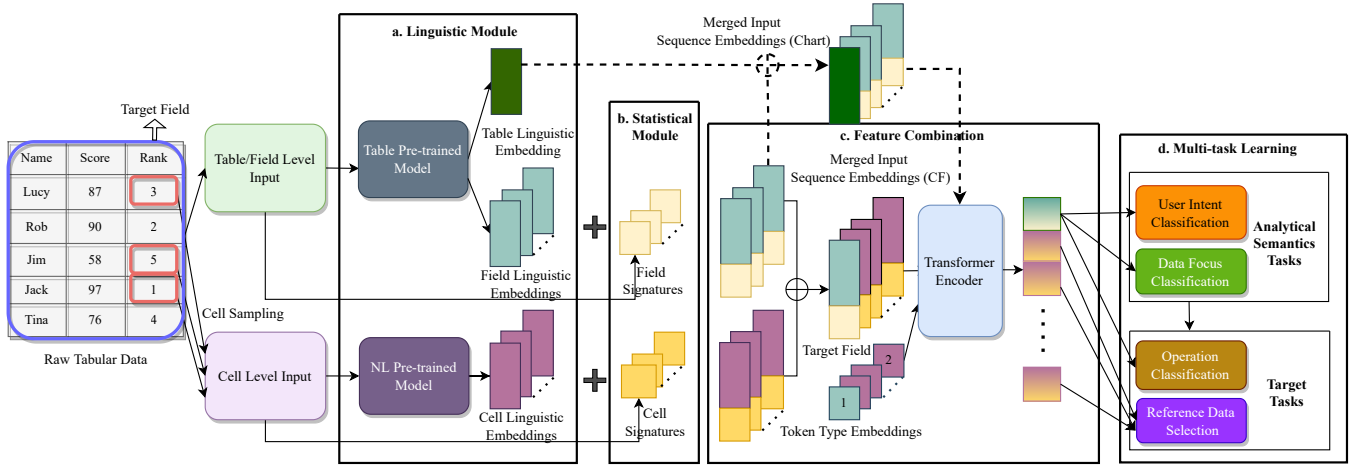 a. Linguistic Module
Merged Input
Sequence Embeddings (Chart)
Target Field
Name Score Rank
Lucy 87 3
Rob 90 2
Jim 58 5
Jack 97 1
Tina 76 4
Raw Tabular Data
Cell Sampling
Table/Field Level
Input
Cell Level Input
Table Pre-trained
Model
Table Linguistic
Embedding
Field Linguistic
Embeddings
NL Pre-trained
Model
Cell Linguistic
Embeddings
b. Statistical
Module
Field
Signatures
Cell
Signatures
c. Feature Combination
Merged Input
Sequence Embeddings (CF)
Target Field
1
2
Token Type Embeddings
Transformer
Encoder
d. Multi-task Learning
User Intent
Classification
Data Focus
Classification
Analytical
Semantics
Tasks
Operation
Classification
Reference Data
Selection
Target
Tasks